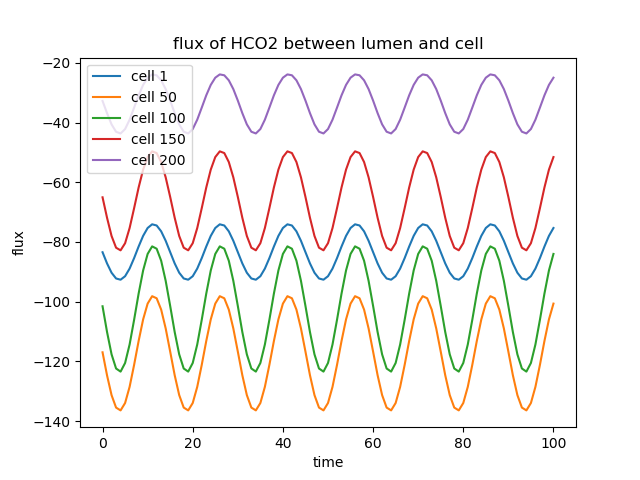 flux of HCO2 between lumen and cell
cell 1
cell 50
cell 100
cell 150
cell 200
−20
−40
−60
−80
−100
−120
−140
flux
0 20 40 60 80 100
time